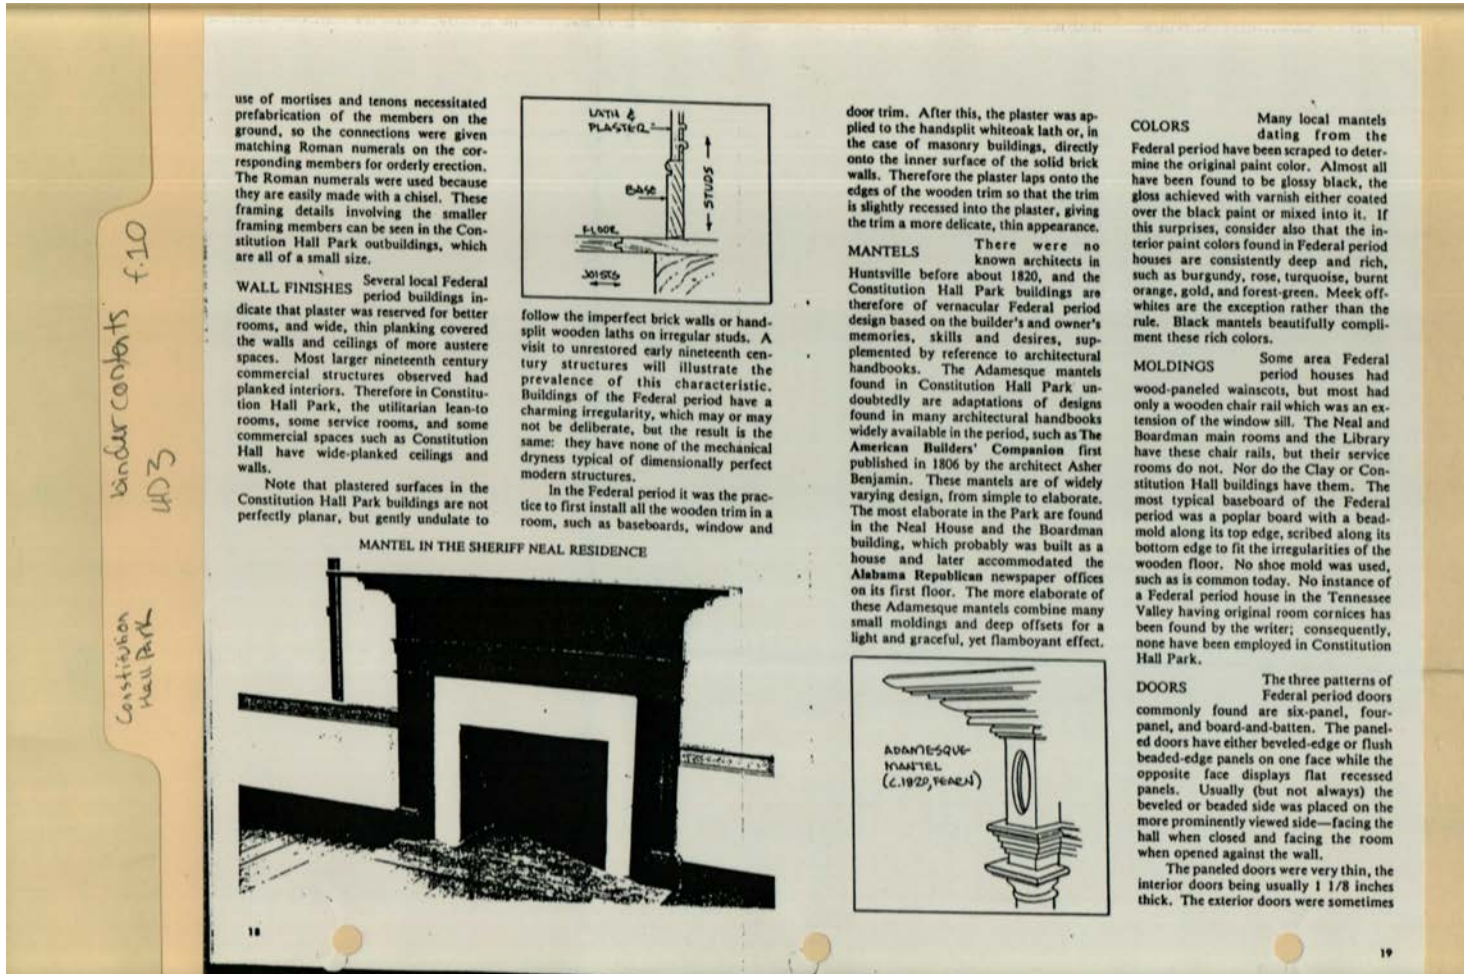 Constitution
Hall Park
binder contents f.10
4D3
use of mortises and tenons necessitated
prefabrication of the members on the
ground, so the connections were given
matching Roman numerals on the cor-
responding members for orderly erection.
The Roman numerals were used because
they are easily made with a chisel. These
framing details involving the smaller
framing members can be seen in the Con-
stitution Hall Park outbuildings, which
are all of a small size.
WALL FINISHES Several local Federal
period buildings in-
dicate that plaster was reserved for better
rooms, and wide, thin planking covered
the walls and ceilings of more austere
spaces. Most larger nineteenth century
commercial structures observed had
planked interiors. Therefore in Constitu-
tion Hall Park, the utilitarian lean-to
rooms, some service rooms, and some
commercial spaces such as Constitution
Hall have wide-planked ceilings and
walls.
Note that plastered surfaces in the
Constitution Hall Park buildings are not
perfectly planar, but gently undulate to
LATH &
PLASTER
BASE
STUDS
FLOOR
JOISTS
follow the imperfect brick walls or hand-
split wooden laths on irregular studs. A
visit to unrestored early nineteenth cen-
tury structures will illustrate the
prevalence of this characteristic.
Buildings of the Federal period have a
charming irregularity, which may or may
not be deliberate, but the result is the
same: they have none of the mechanical
dryness typical of dimensionally perfect
modern structures.
In the Federal period it was the prac-
tice to first install all the wooden trim in a
room, such as baseboards, window and
MANTEL IN THE SHERIFF NEAL RESIDENCE
18
door trim. After this, the plaster was ap-
plied to the handsplit whiteoak lath or, in
the case of masonry buildings, directly
onto the inner surface of the solid brick
walls. Therefore the plaster laps onto the
edges of the wooden trim so that the trim
is slightly recessed into the plaster, giving
the trim a more delicate, thin appearance.
MANTELS There were no
known architects in
Huntsville before about 1820, and the
Constitution Hall Park buildings are
therefore of vernacular Federal period
design based on the builder's and owner's
memories, skills and desires, sup-
plemented by reference to architectural
handbooks. The Adamesque mantels
found in Constitution Hall Park un-
doubtedly are adaptations of designs
found in many architectural handbooks
widely available in the period, such as The
American Builders' Companion first
published in 1806 by the architect Asher
Benjamin. These mantels are of widely
varying design, from simple to elaborate.
The most elaborate in the Park are found
in the Neal House and the Boardman
building, which probably was built as a
house and later accommodated the
Alabama Republican newspaper offices
on its first floor. The more elaborate of
these Adamesque mantels combine many
small moldings and deep offsets for a
light and graceful, yet flamboyant effect.
ADAMESQUE
MANTEL
(C.1820, FEARN)
COLORS Many local mantels
dating from the
Federal period have been scraped to deter-
mine the original paint color. Almost all
have been found to be glossy black, the
gloss achieved with varnish either coated
over the black paint or mixed into it. If
this surprises, consider also that the in-
terior paint colors found in Federal period
houses are consistently deep and rich,
such as burgundy, rose, turquoise, burnt
orange, gold, and forest-green. Meek off-
whites are the exception rather than the
rule. Black mantels beautifully compli-
ment these rich colors.
MOLDINGS Some area Federal
period houses had
wood-paneled wainscots, but most had
only a wooden chair rail which was an ex-
tension of the window sill. The Neal and
Boardman main rooms and the Library
have these chair rails, but their service
rooms do not. Nor do the Clay or Con-
stitution Hall buildings have them. The
most typical baseboard of the Federal
period was a poplar board with a bead-
mold along its top edge, scribed along its
bottom edge to fit the irregularities of the
wooden floor. No shoe mold was used,
such as is common today. No instance of
a Federal period house in the Tennessee
Valley having original room cornices has
been found by the writer; consequently,
none have been employed in Constitution
Hall Park.
DOORS The three patterns of
Federal period doors
commonly found are six-panel, four-
panel, and board-and-batten. The panel-
ed doors have either beveled-edge or flush
beaded-edge panels on one face while the
opposite face displays flat recessed
panels. Usually (but not always) the
beveled or beaded side was placed on the
more prominently viewed side—facing the
hall when closed and facing the room
when opened against the wall.
The paneled doors were very thin, the
interior doors being usually 1 1/8 inches
thick. The exterior doors were sometimes
19